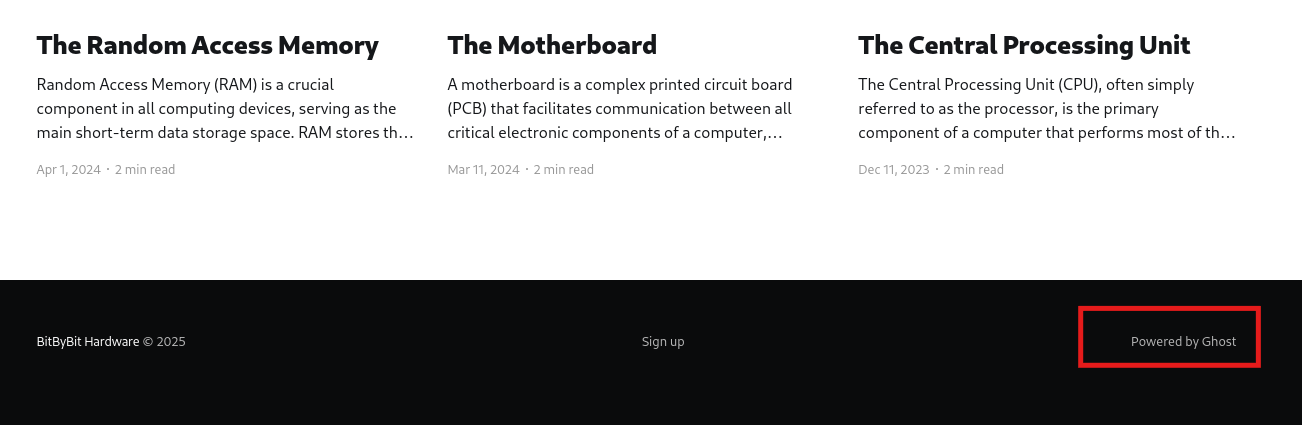 The Random Access Memory
Random Access Memory (RAM) is a crucial
component in all computing devices, serving as the
main short-term data storage space. RAM stores th…
Apr 1, 2024 • 2 min read
The Motherboard
A motherboard is a complex printed circuit board
(PCB) that facilitates communication between all
critical electronic components of a computer,…
Mar 11, 2024 • 2 min read
The Central Processing Unit
The Central Processing Unit (CPU), often simply
referred to as the processor, is the primary
component of a computer that performs most of th…
Dec 11, 2023 • 2 min read
BitByBit Hardware © 2025
Sign up
Powered by Ghost